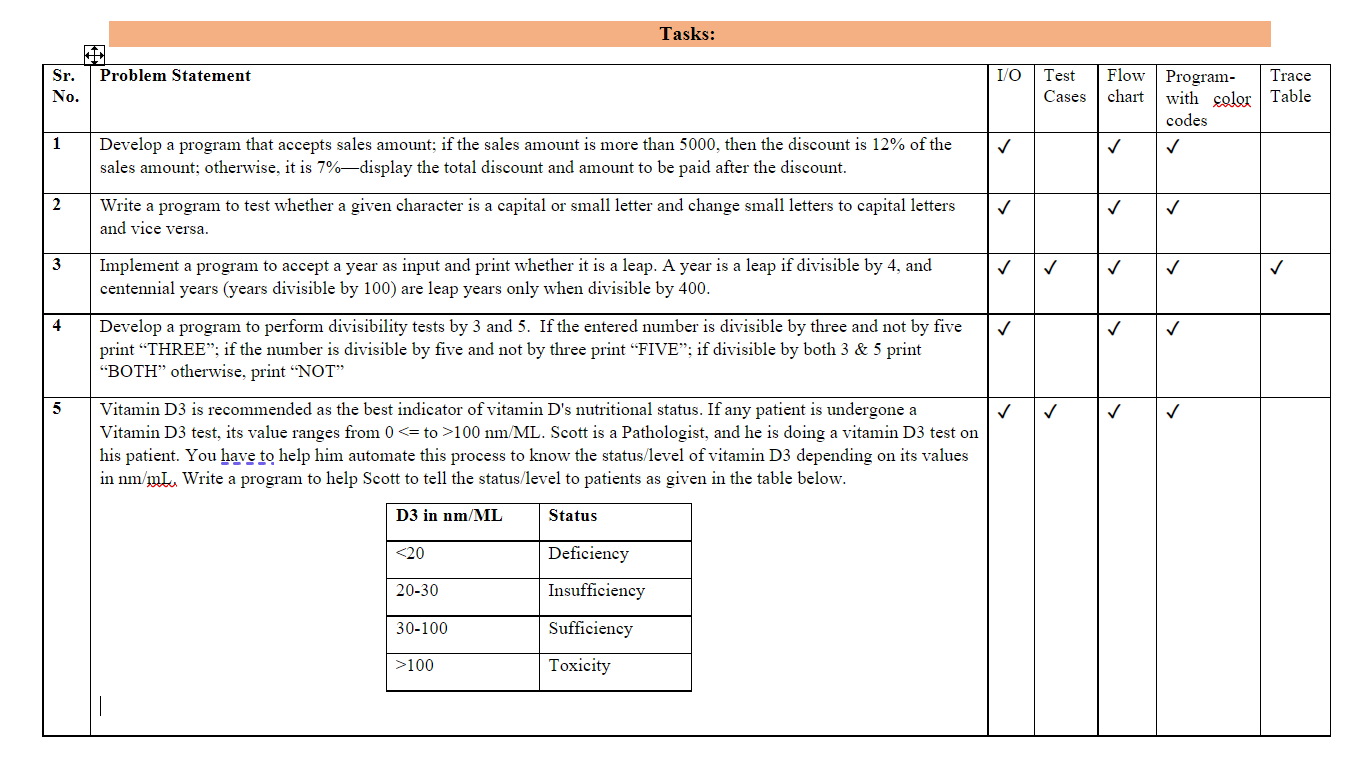 Tasks:
Sr. No. Problem Statement I/O Test Cases Flow chart Program- with color codes Trace Table
1 Develop a program that accepts sales amount; if the sales amount is more than 5000, then the discount is 12% of the ✓ ✓ ✓
sales amount; otherwise, it is 7%—display the total discount and amount to be paid after the discount.
2 Write a program to test whether a given character is a capital or small letter and change small letters to capital letters ✓ ✓ ✓
and vice versa.
3 Implement a program to accept a year as input and print whether it is a leap. A year is a leap if divisible by 4, and ✓ ✓ ✓ ✓ ✓
centennial years (years divisible by 100) are leap years only when divisible by 400.
4 Develop a program to perform divisibility tests by 3 and 5. If the entered number is divisible by three and not by five ✓ ✓ ✓
print “THREE”; if the number is divisible by five and not by three print “FIVE”; if divisible by both 3 & 5 print
“BOTH” otherwise, print “NOT”
5 Vitamin D3 is recommended as the best indicator of vitamin D's nutritional status. If any patient is undergone a ✓ ✓ ✓ ✓
Vitamin D3 test, its value ranges from 0 <= to >100 nm/ML. Scott is a Pathologist, and he is doing a vitamin D3 test on
his patient. You have to help him automate this process to know the status/level of vitamin D3 depending on its values
in nm/mL. Write a program to help Scott to tell the status/level to patients as given in the table below.
D3 in nm/ML Status
<20 Deficiency
20-30 Insufficiency
30-100 Sufficiency
>100 Toxicity